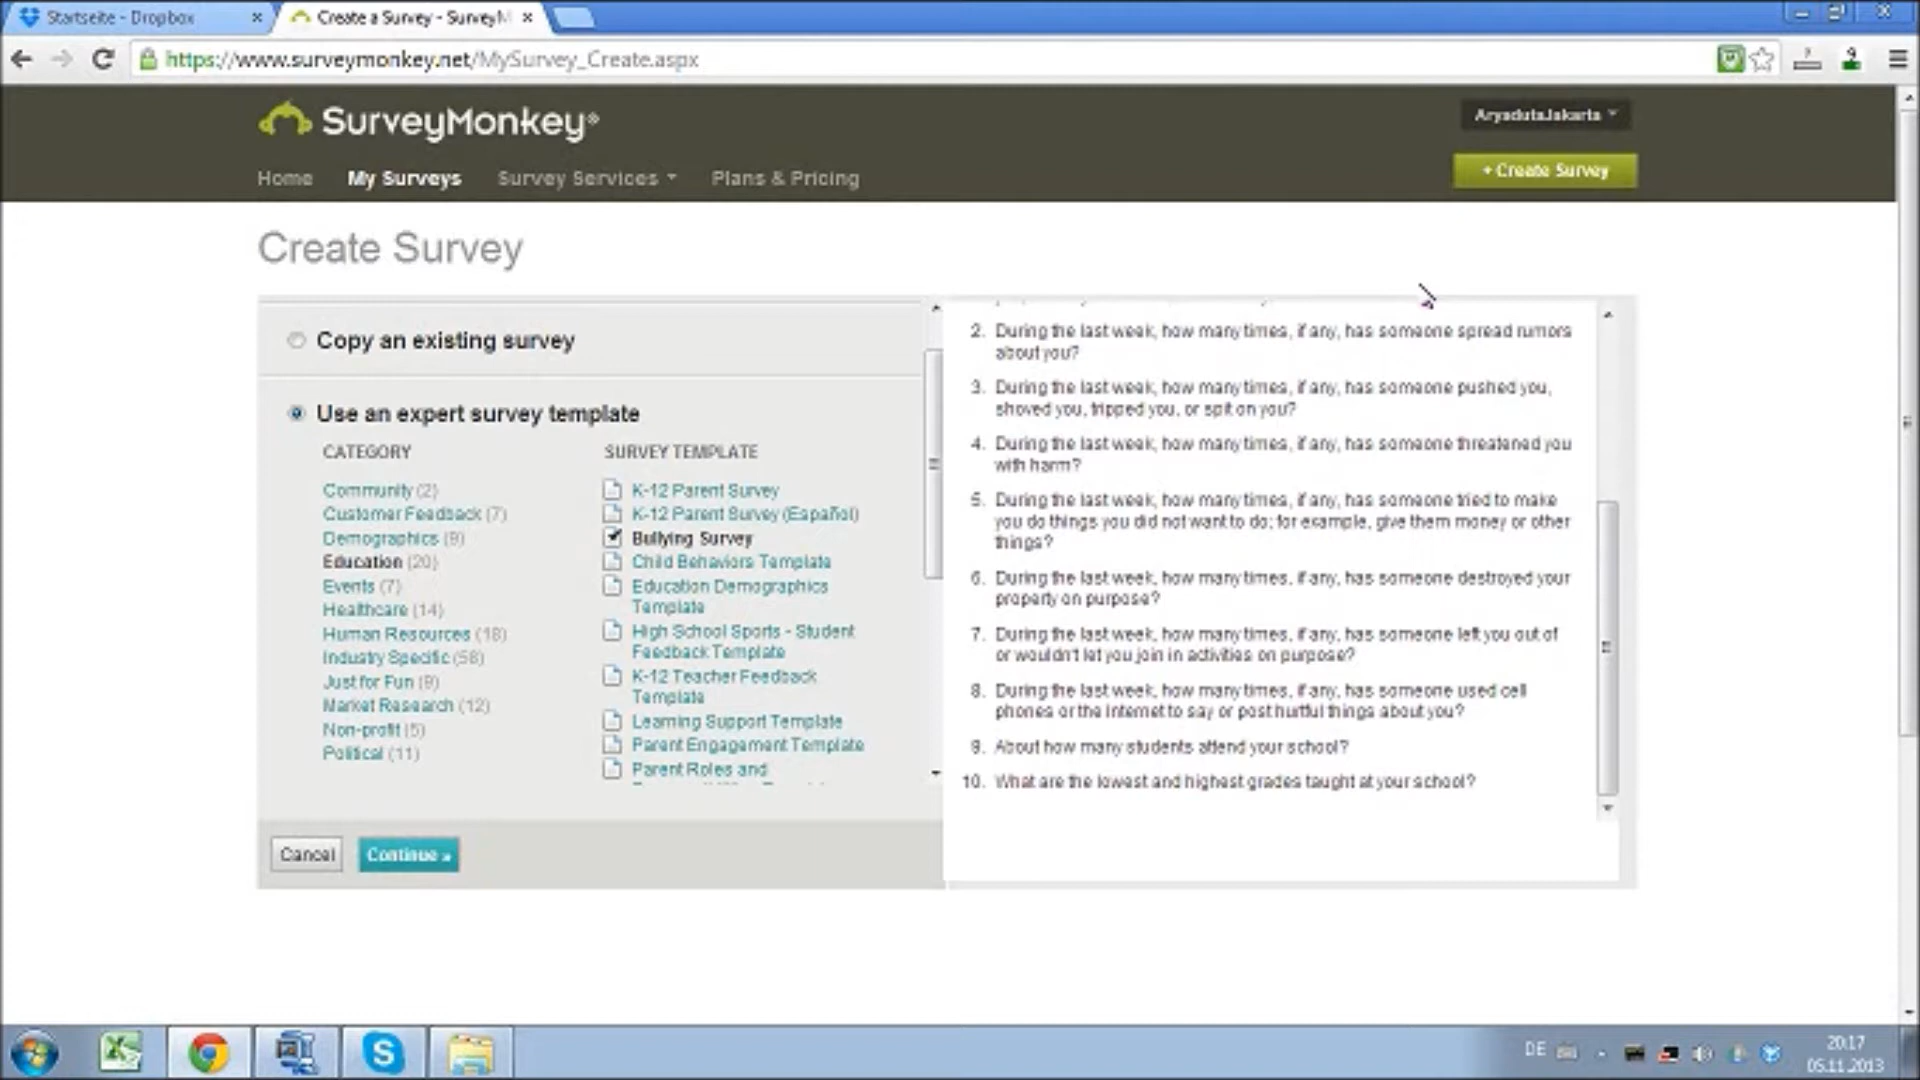 Startseite - Dropbox
Create a Survey - SurveyM
https://www.surveymonkey.net/MySurvey_Create.aspx
SurveyMonkey®
AryadutaJakarta
Home My Surveys Survey Services Plans & Pricing
+ Create Survey
Create Survey
Copy an existing survey
Use an expert survey template
CATEGORY
Community (2)
Customer Feedback (7)
Demographics (9)
Education (20)
Events (7)
Healthcare (14)
Human Resources (18)
Industry Specific (58)
Just for Fun (9)
Market Research (12)
Non-profit (5)
Political (11)
SURVEY TEMPLATE
K-12 Parent Survey
K-12 Parent Survey (Español)
Bullying Survey
Child Behaviors Template
Education Demographics
Template
High School Sports - Student
Feedback Template
K-12 Teacher Feedback
Template
Learning Support Template
Parent Engagement Template
Parent Roles and
Cancel
Continue »
2. During the last week, how many times, if any, has someone spread rumors
about you?
3. During the last week, how many times, if any, has someone pushed you,
shoved you, tripped you, or spit on you?
4. During the last week, how many times, if any, has someone threatened you
with harm?
5. During the last week, how many times, if any, has someone tried to make
you do things you did not want to do; for example, give them money or other
things?
6. During the last week, how many times, if any, has someone destroyed your
property on purpose?
7. During the last week, how many times, if any, has someone left you out of
or wouldn't let you join in activities on purpose?
8. During the last week, how many times, if any, has someone used cell
phones or the Internet to say or post hurtful things about you?
9. About how many students attend your school?
10. What are the lowest and highest grades taught at your school?
DE
20:17
05.11.2013